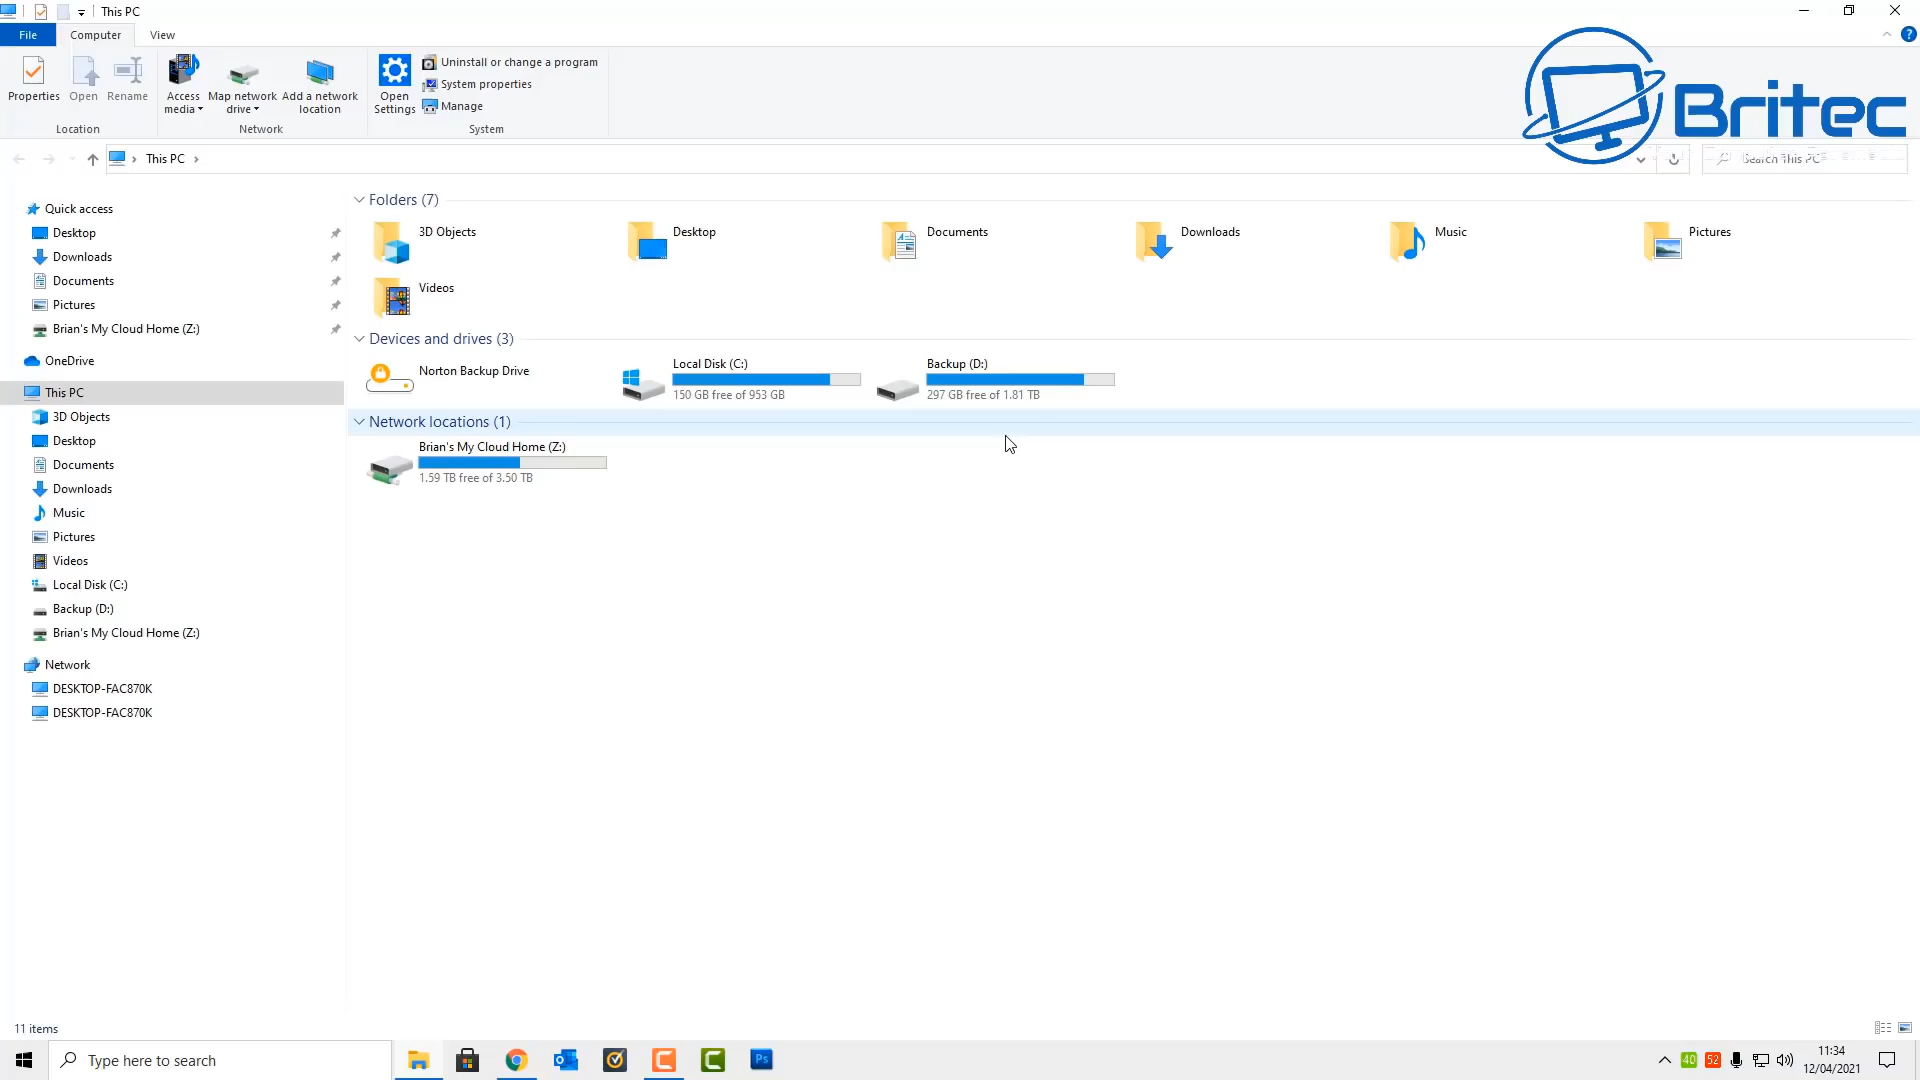 This PC
File Computer View
Properties Open Rename Access media Map network drive Add a network location Open Settings Uninstall or change a program
System properties
Manage
Location Network System
Britec
This PC
Search This PC
Quick access
Desktop
Downloads
Documents
Pictures
Brian's My Cloud Home (Z:)
OneDrive
This PC
3D Objects
Desktop
Documents
Downloads
Music
Pictures
Videos
Local Disk (C:)
Backup (D:)
Brian's My Cloud Home (Z:)
Network
DESKTOP-FAC870K
DESKTOP-FAC870K
Folders (7)
3D Objects Desktop Documents Downloads Music Pictures
Videos
Devices and drives (3)
Norton Backup Drive
Local Disk (C:)
150 GB free of 953 GB
Backup (D:)
297 GB free of 1.81 TB
Network locations (1)
Brian's My Cloud Home (Z:)
1.59 TB free of 3.50 TB
11 items
Type here to search
Ps
40 52
11:34
12/04/2021